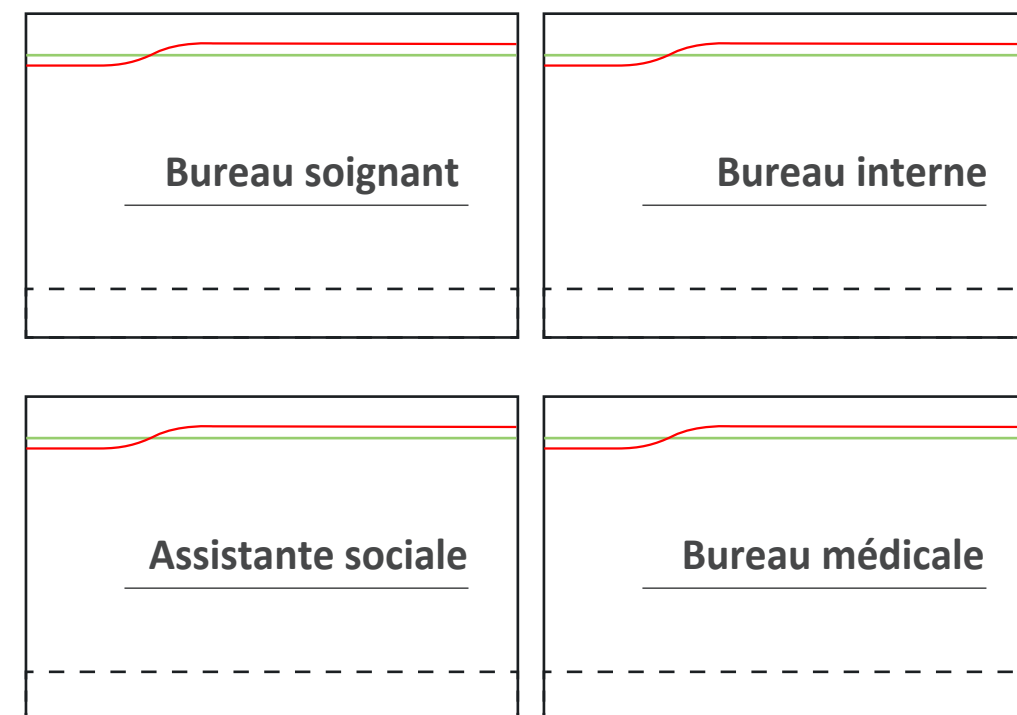 Bureau soignant
Bureau interne
Assistante sociale
Bureau médicale